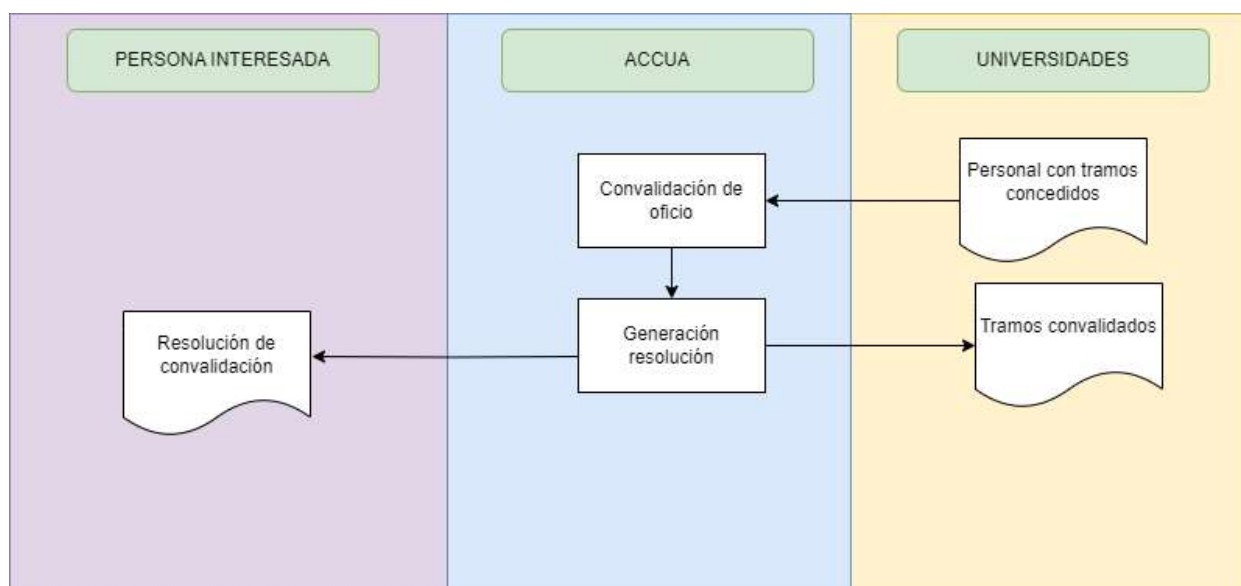 PERSONA INTERESADA
ACCUA
UNIVERSIDADES
Personal con tramos
concedidos
Convalidación de
oficio
Generación
resolución
Tramos convalidados
Resolución de
convalidación